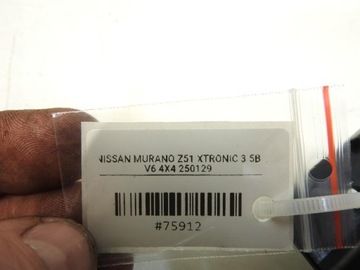 NISSAN MURANO Z51 XTRONIC 3.5B
V6 4X4 250129
#75912